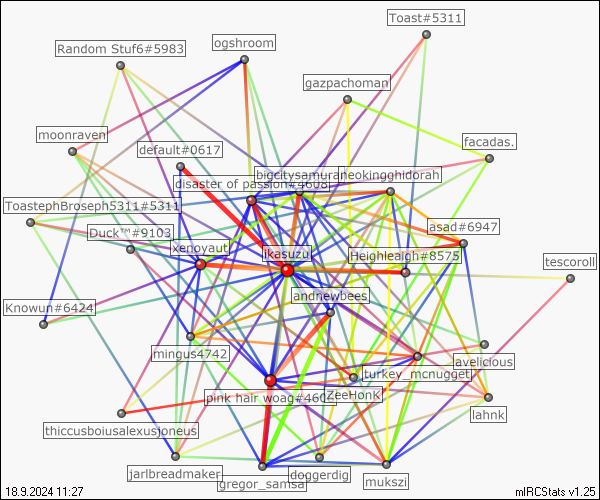 Toast#5311
ogshroom
Random Stuf6#5983
gazpachoman
moonraven
facadas.
default#0617
bigcitysamuraneokingghidorah
disaster of passion#4608
ToastephBroseph5311#5311
asad#6947
Duck™#9103
xenoyaut
ikasuzu
Heighleaigh#8575
tescoroll
andnewbees
Knowun#6424
mingus4742
avelicious
turkey_mcnugget
pink hair woag#460
ZeeHonk
lahnk
thiccusboiusalexusjoneus
doggerdig
jarlbreadmaker
gregor_samsa
mukszi
18.9.2024 11:27
mIRCStats v1.25